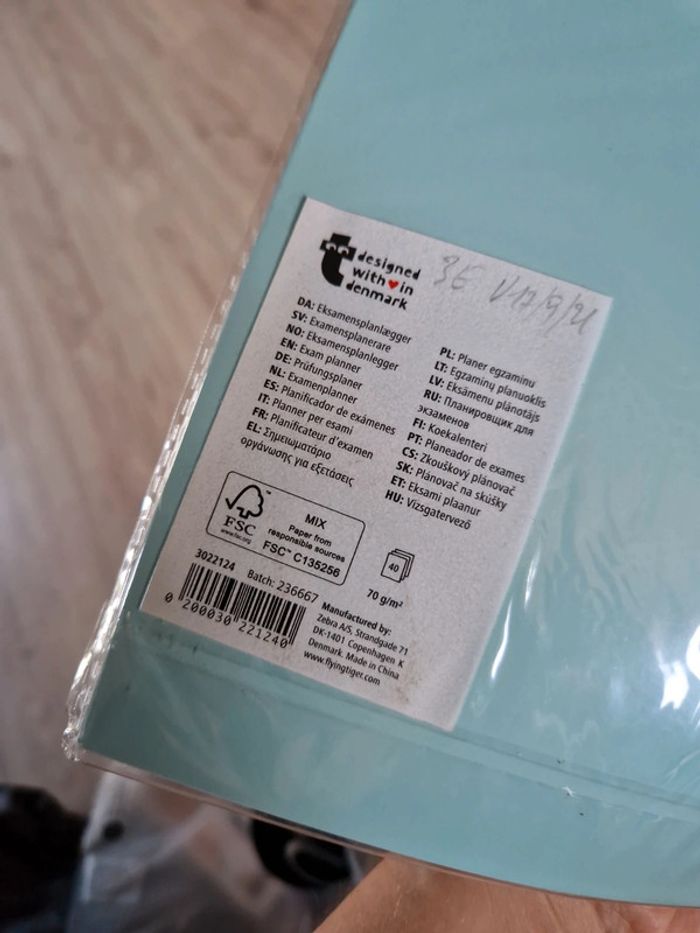 designed
with in
denmark
3E V17/9/21
DA: Eksamensplanlægger
SV: Examensplanerare
NO: Eksamensplanlegger
EN: Exam planner
DE: Prüfungsplaner
NL: Examenplanner
ES: Planificador de exámenes
IT: Planner per esami
FR: Planificateur d'examen
EL: Σημειωματάριο
οργάνωσης για εξετάσεις
PL: Planer egzaminu
LT: Egzaminų planuoklis
LV: Eksāmenu plānotājs
RU: Планировщик для
экзаменов
FI: Koekalenteri
PT: Planeador de exames
CS: Zkouškový plánovač
SK: Plánovač na skúšky
ET: Eksami plaanur
HU: Vizsgatervező
FSC
www.fsc.org
MIX
Paper from
responsible sources
FSC™ C135256
40
70 g/m²
3022124
Batch: 236667
0 200030 221240
Manufactured by:
Zebra A/S, Strandgade 71
DK-1401 Copenhagen K
Denmark. Made in China
www.flyingtiger.com